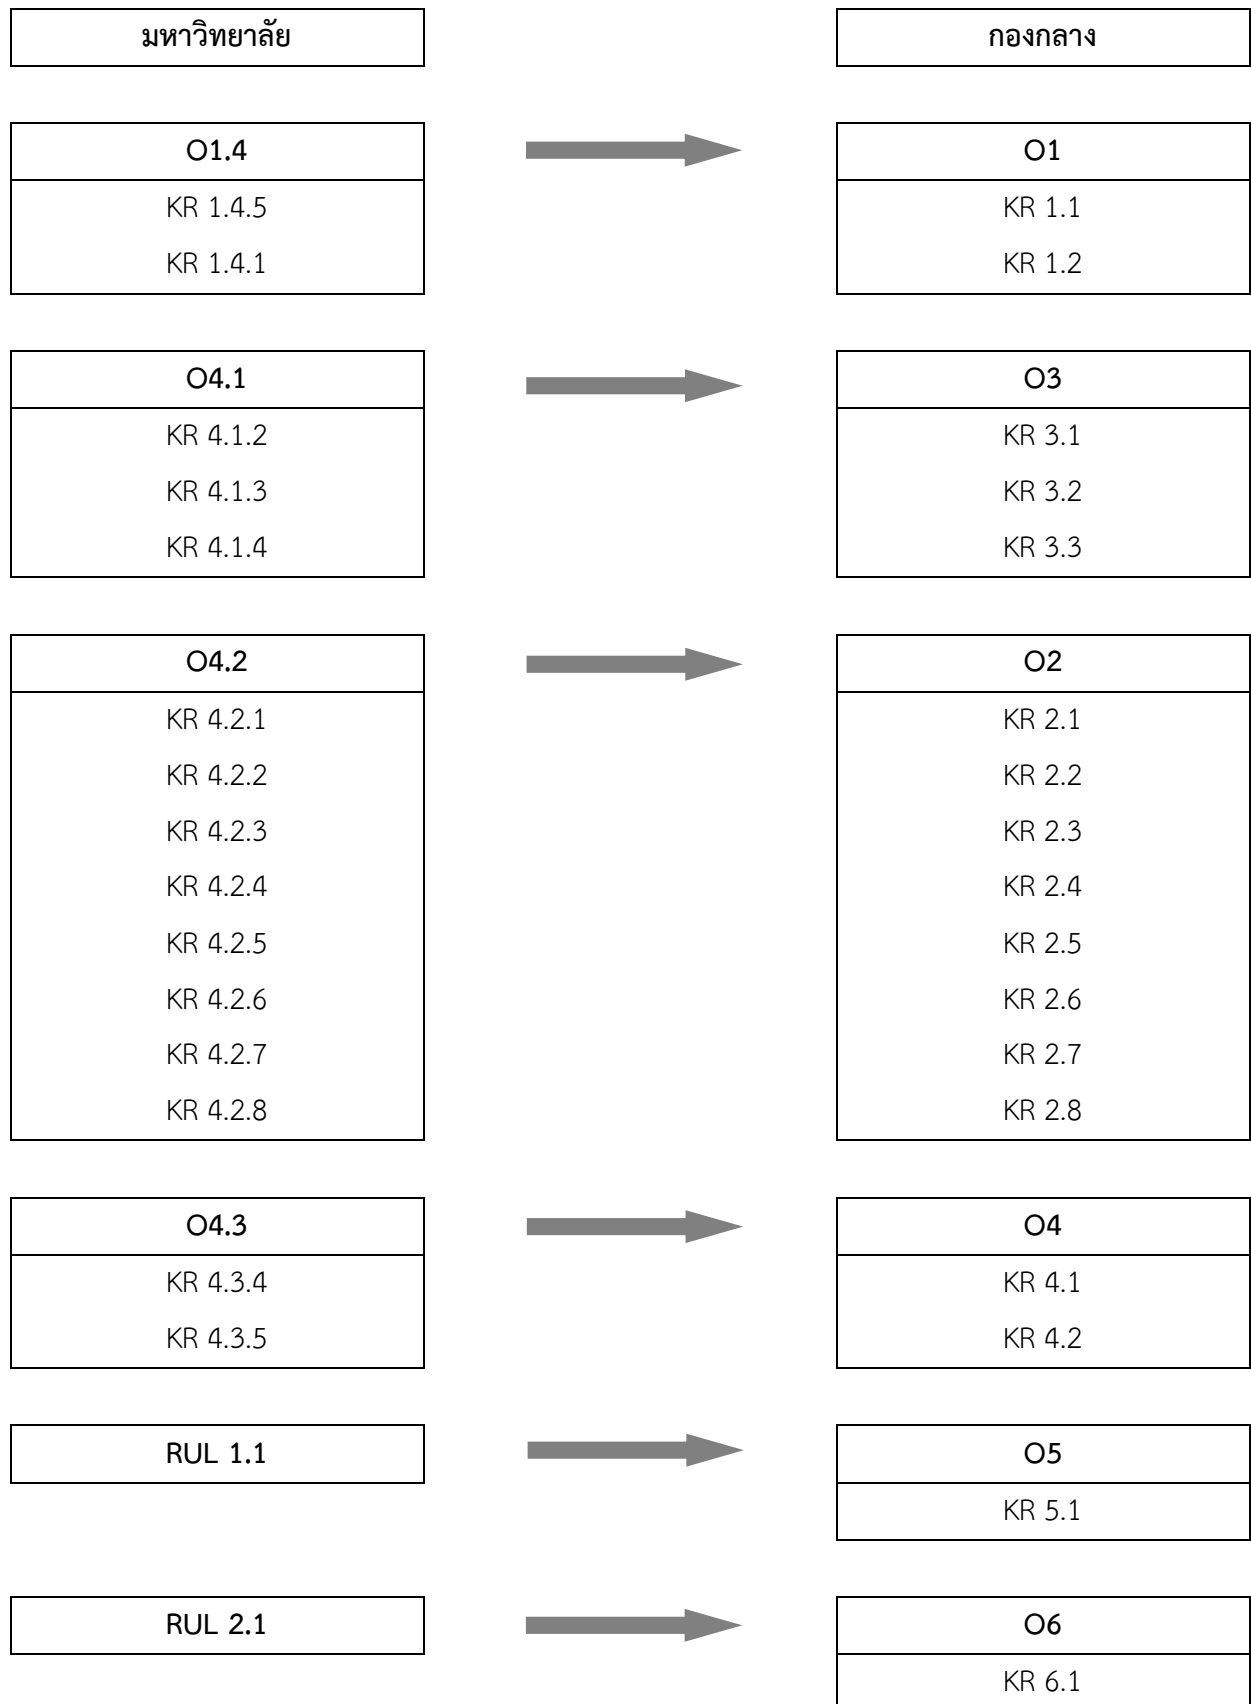 มหาวิทยาลัย
กองกลาง
O1.4
O1
KR 1.4.5
KR 1.1
KR 1.4.1
KR 1.2
O4.1
O3
KR 4.1.2
KR 3.1
KR 4.1.3
KR 3.2
KR 4.1.4
KR 3.3
O4.2
O2
KR 4.2.1
KR 2.1
KR 4.2.2
KR 2.2
KR 4.2.3
KR 2.3
KR 4.2.4
KR 2.4
KR 4.2.5
KR 2.5
KR 4.2.6
KR 2.6
KR 4.2.7
KR 2.7
KR 4.2.8
KR 2.8
O4.3
O4
KR 4.3.4
KR 4.1
KR 4.3.5
KR 4.2
RUL 1.1
O5
KR 5.1
RUL 2.1
O6
KR 6.1